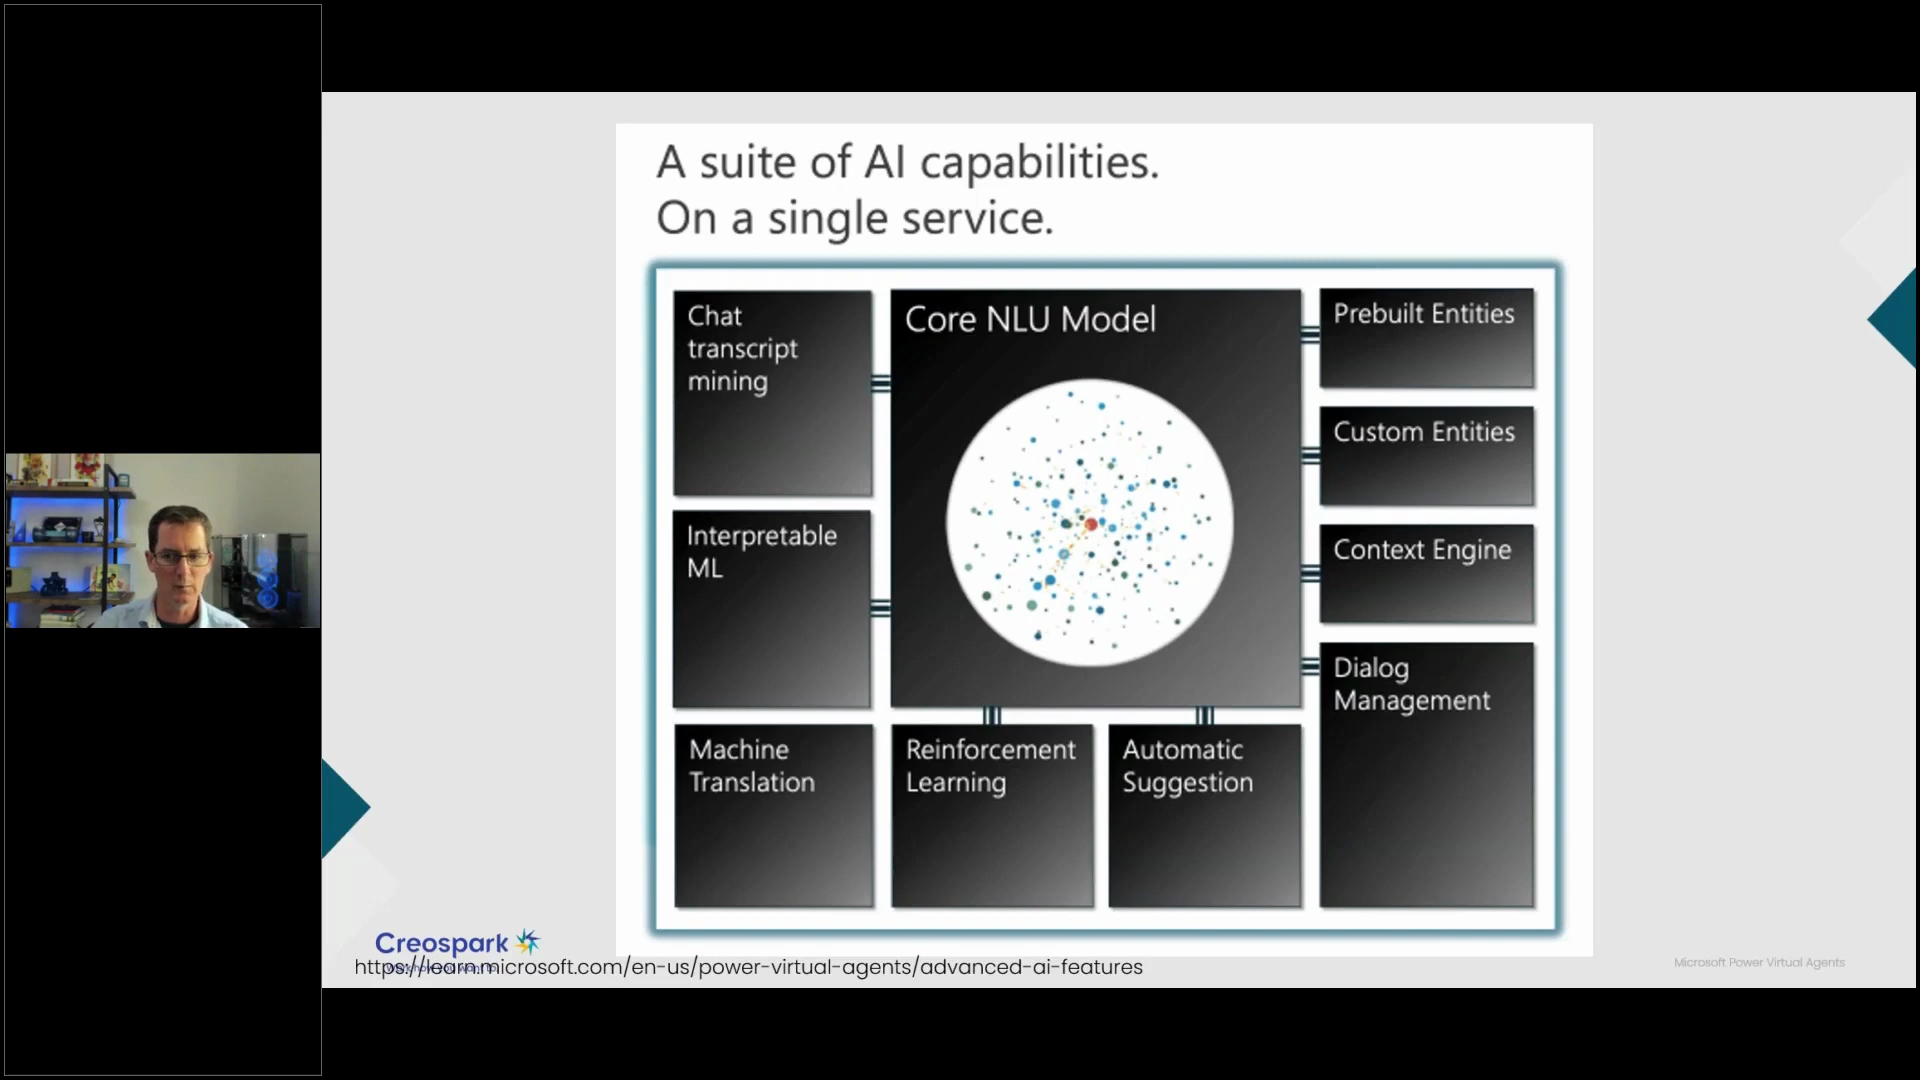 A suite of AI capabilities.
On a single service.
Chat
transcript
mining
Core NLU Model
Prebuilt Entities
Custom Entities
Interpretable
ML
Context Engine
Dialog
Management
Machine
Translation
Reinforcement
Learning
Automatic
Suggestion
Creospark
https://learn.microsoft.com/en-us/power-virtual-agents/advanced-ai-features
Microsoft Power Virtual Agents